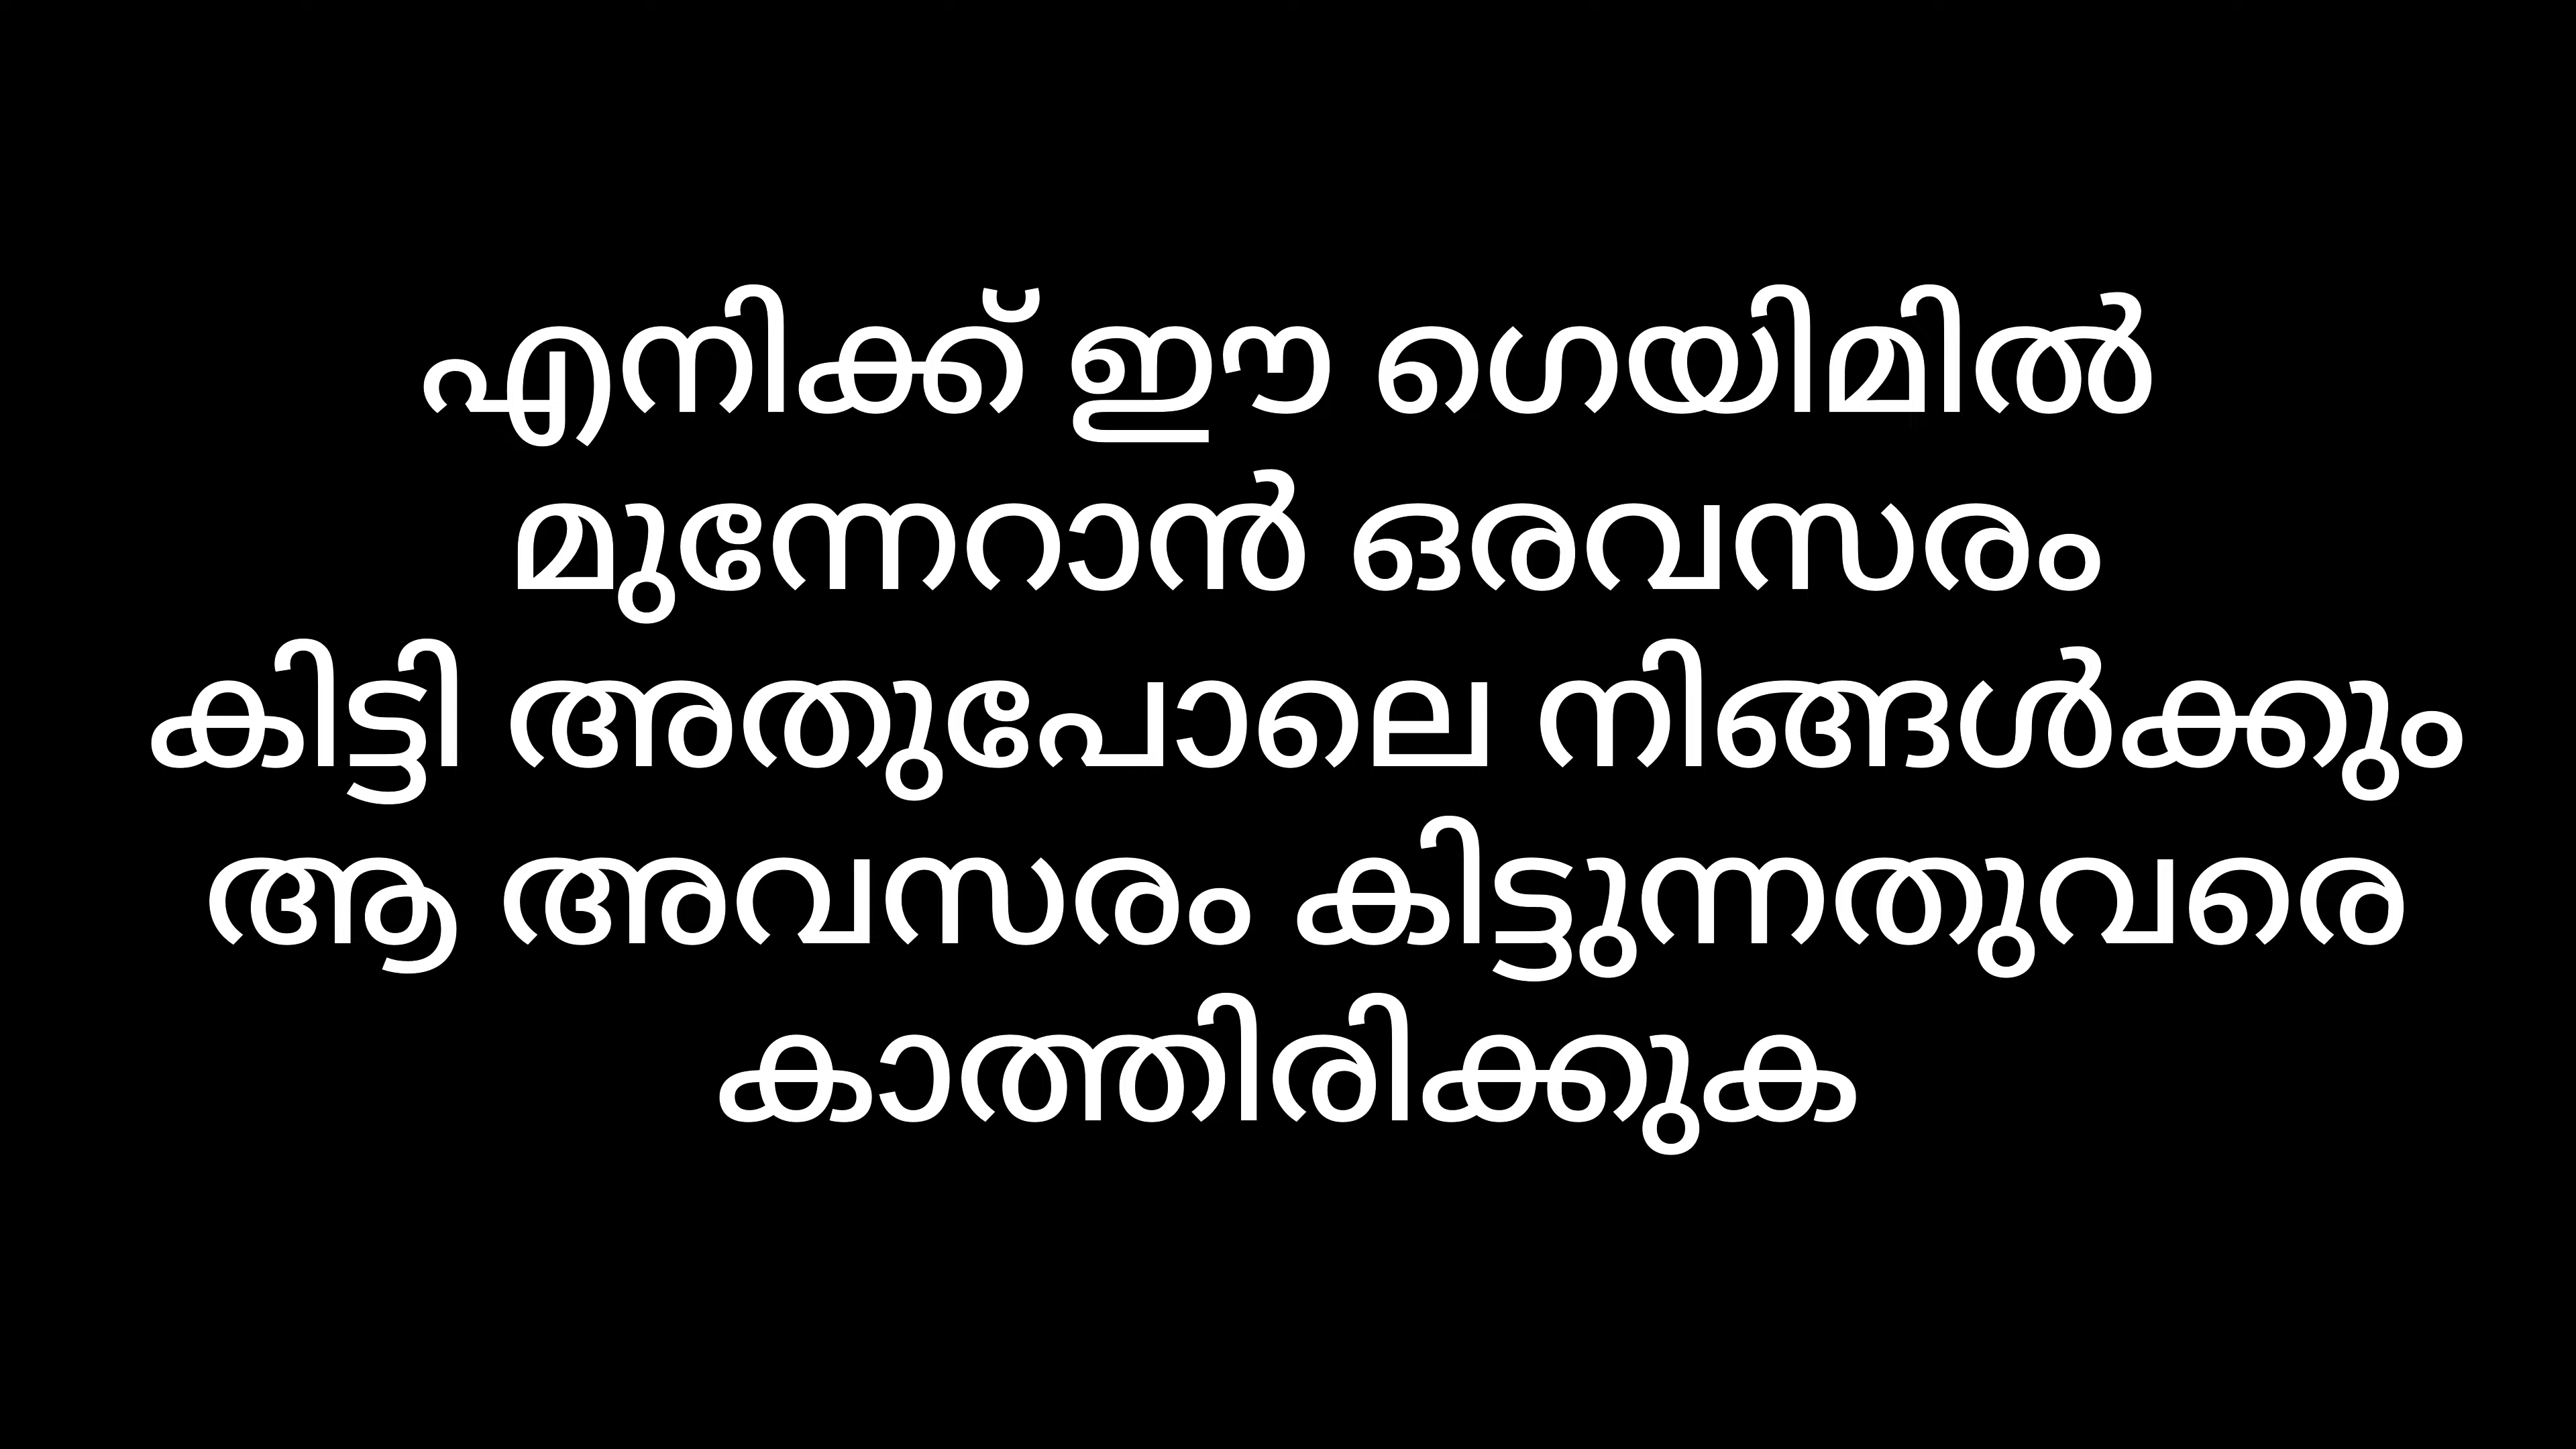 എനിക്ക് ഈ ഗെയിമിൽ
മുന്നേറാൻ ഒരവസരം
കിട്ടി അതുപോലെ നിങ്ങൾക്കും
ആ അവസരം കിട്ടുന്നതുവരെ
കാത്തിരിക്കുക